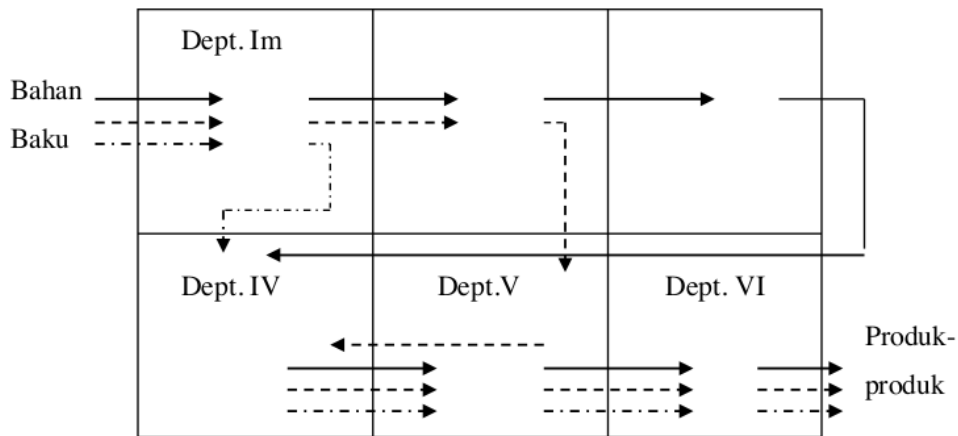 Dept. Im
Bahan
Baku
Dept. IV
Dept.V
Dept. VI
Produk-
produk